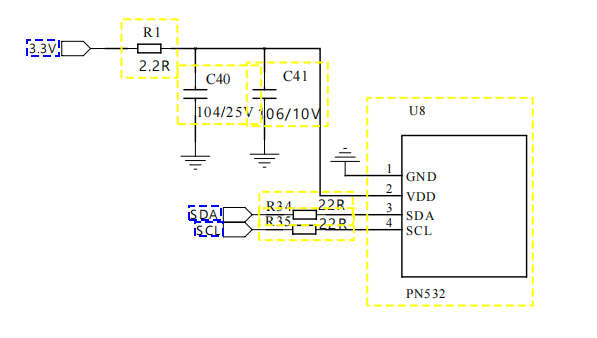 R1
3.3V
2.2R
C40
C41
104/25V
106/10V
U8
1
GND
2
VDD
R34
22R
SDA
3
SDA
R35
22R
SCL
4
SCL
PN532